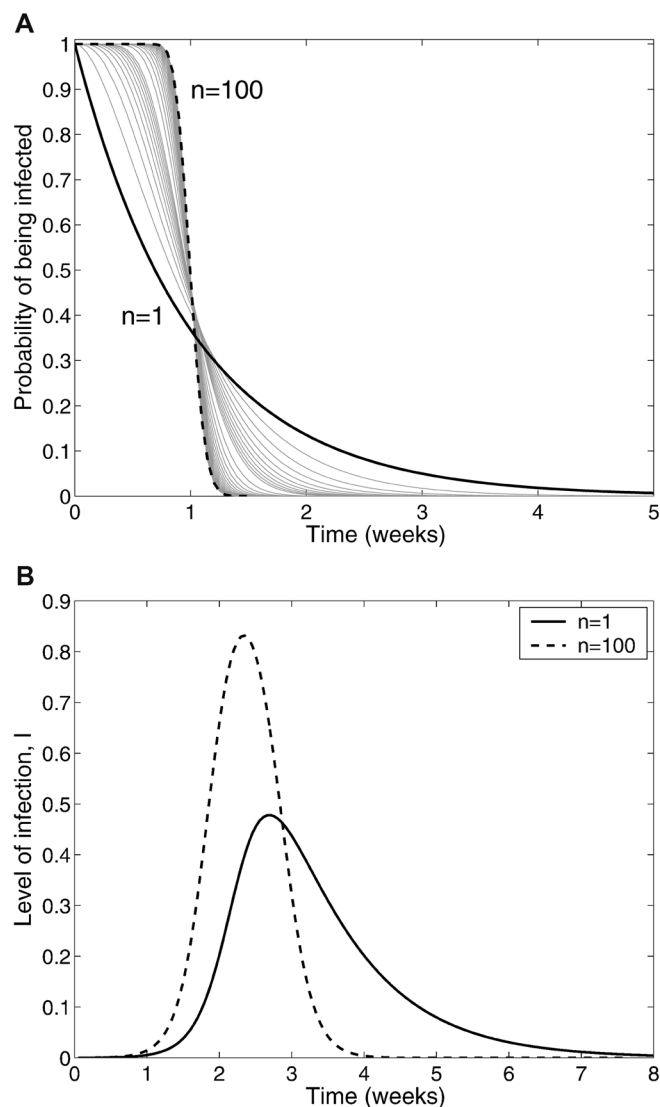 A
1
0.9
0.8
0.7
0.6
0.5
0.4
0.3
0.2
0.1
0
Probability of being infected
n=100
n=1
0 1 2 3 4 5
Time (weeks)
B
0.9
0.8
0.7
0.6
0.5
0.4
0.3
0.2
0.1
0
Level of infection, I
n=1
n=100
0 1 2 3 4 5 6 7 8
Time (weeks)